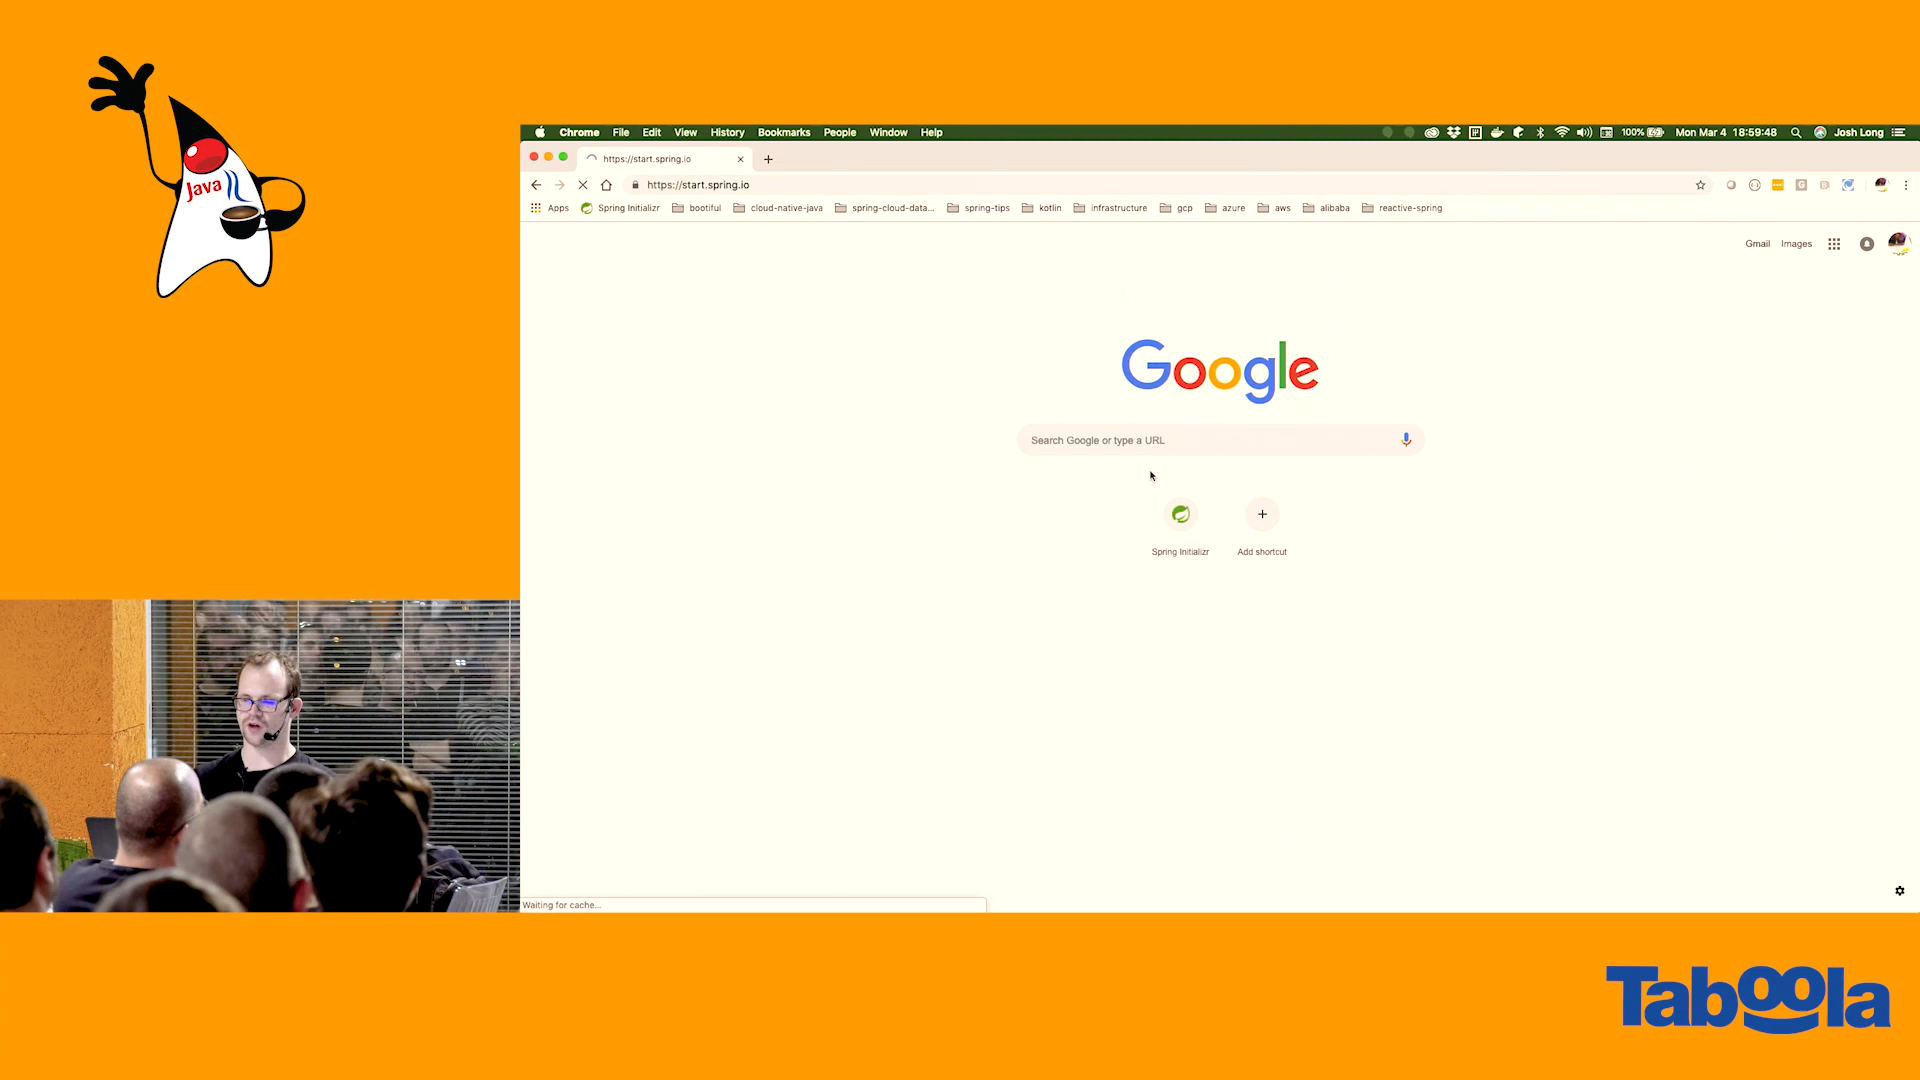 Java
Chrome File Edit View History Bookmarks People Window Help 100% Mon Mar 4 18:59:48 Josh Long
https://start.spring.io
https://start.spring.io
Apps Spring Initializr bootiful cloud-native-java spring-cloud-data... spring-tips kotlin infrastructure gcp azure aws alibaba reactive-spring
Gmail Images
Google
Search Google or type a URL
Spring Initializr Add shortcut
Waiting for cache...
Taboola